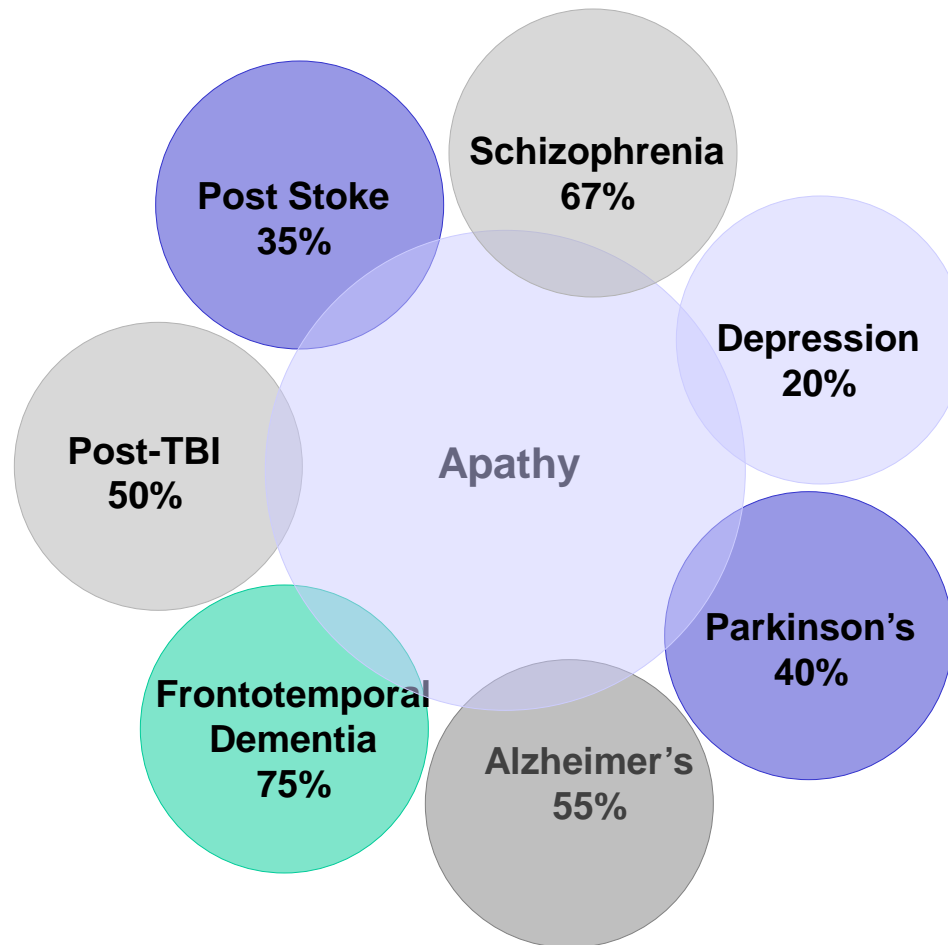 Schizophrenia
67%
Post Stoke
35%
Depression
20%
Post-TBI
50%
Apathy
Parkinson’s
40%
Frontotemporal
Dementia
75%
Alzheimer’s
55%